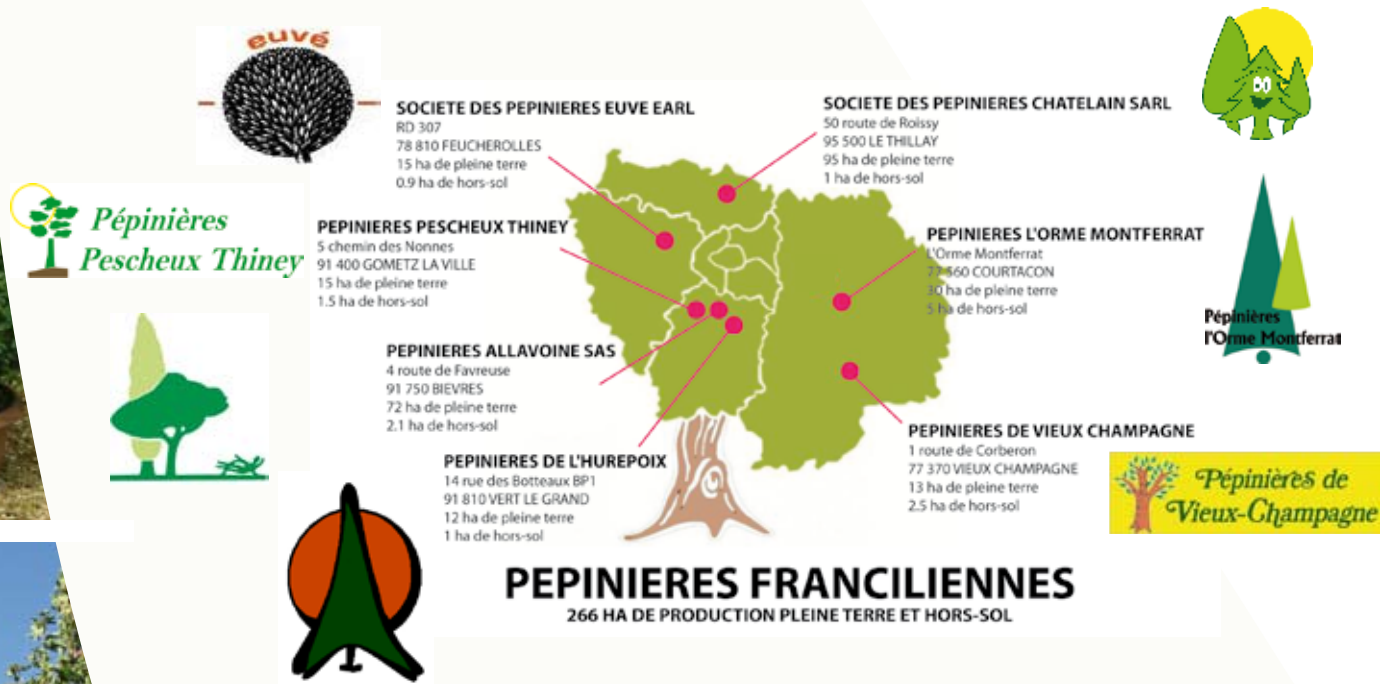 euvé
SOCIETE DES PEPINIERES EUVE EARL
RD 307
78 810 FEUCHEROLLES
15 ha de pleine terre
0.9 ha de hors-sol
SOCIETE DES PEPINIERES CHATELAIN SARL
50 route de Roissy
95 500 LE THILLAY
95 ha de pleine terre
1 ha de hors-sol
Pépinières
Pescheux Thiney
PEPINIERES PESCHEUX THINEY
5 chemin des Nonnes
91 400 GOMETZ LA VILLE
15 ha de pleine terre
1.5 ha de hors-sol
PEPINIERES L'ORME MONTFERRAT
L'Orme Montferrat
77 560 COURTACON
30 ha de pleine terre
5 ha de hors-sol
Pépinières
l'Orme Montferrat
PEPINIERES ALLAVOINE SAS
4 route de Favreuse
91 750 BIEVRES
72 ha de pleine terre
2.1 ha de hors-sol
PEPINIERES DE VIEUX CHAMPAGNE
1 route de Corberon
77 370 VIEUX CHAMPAGNE
13 ha de pleine terre
2.5 ha de hors-sol
Pépinières de
Vieux-Champagne
PEPINIERES DE L'HUREPOIX
14 rue des Botteaux BP1
91 810 VERT LE GRAND
12 ha de pleine terre
1 ha de hors-sol
PEPINIERES FRANCILIENNES
266 HA DE PRODUCTION PLEINE TERRE ET HORS-SOL